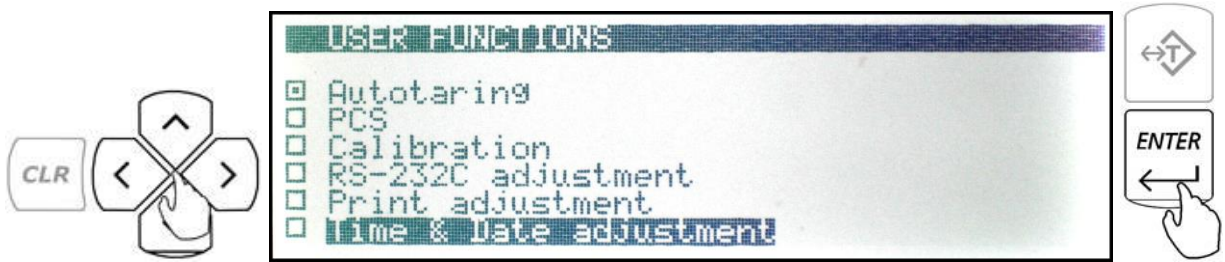 USER FUNCTIONS
Autotaring
PCS
Calibration
RS-232C adjustment
Print adjustment
Time & Date adjustment
CLR
T
ENTER